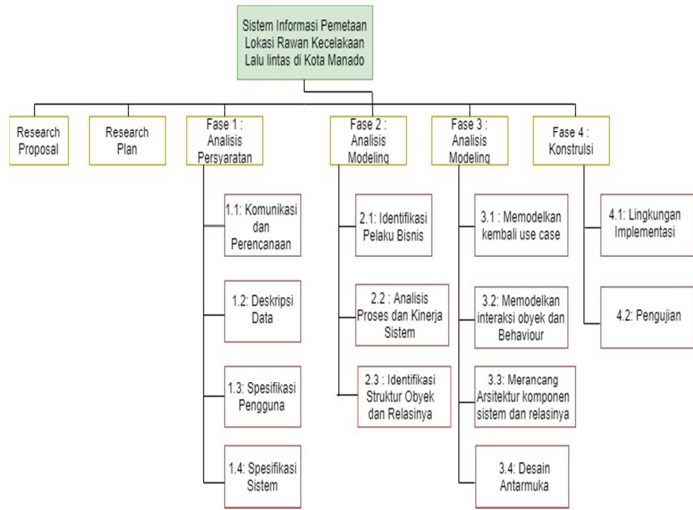 Sistem Informasi Pemetaan
Lokasi Rawan Kecelakaan
Lalu lintas di Kota Manado
Research
Proposal
Research
Plan
Fase 1 :
Analisis
Persyaratan
Fase 2 :
Analisis
Modeling
Fase 3 :
Analisis
Modeling
Fase 4 :
Konstrulsi
1.1: Komunikasi
dan
Perencanaan
1.2: Deskripsi
Data
1.3: Spesifikasi
Pengguna
1.4: Spesifikasi
Sistem
2.1: Identifikasi
Pelaku Bisnis
2.2 : Analisis
Proses dan Kinerja
Sistem
2.3 : Identifikasi
Struktur Obyek
dan Relasinya
3.1 : Memodelkan
kembali use case
3.2: Memodelkan
interaksi obyek dan
Behaviour
3.3: Merancang
Arsitektur komponen
sistem dan relasinya
3.4: Desain
Antarmuka
4.1: Lingkungan
Implementasi
4.2: Pengujian